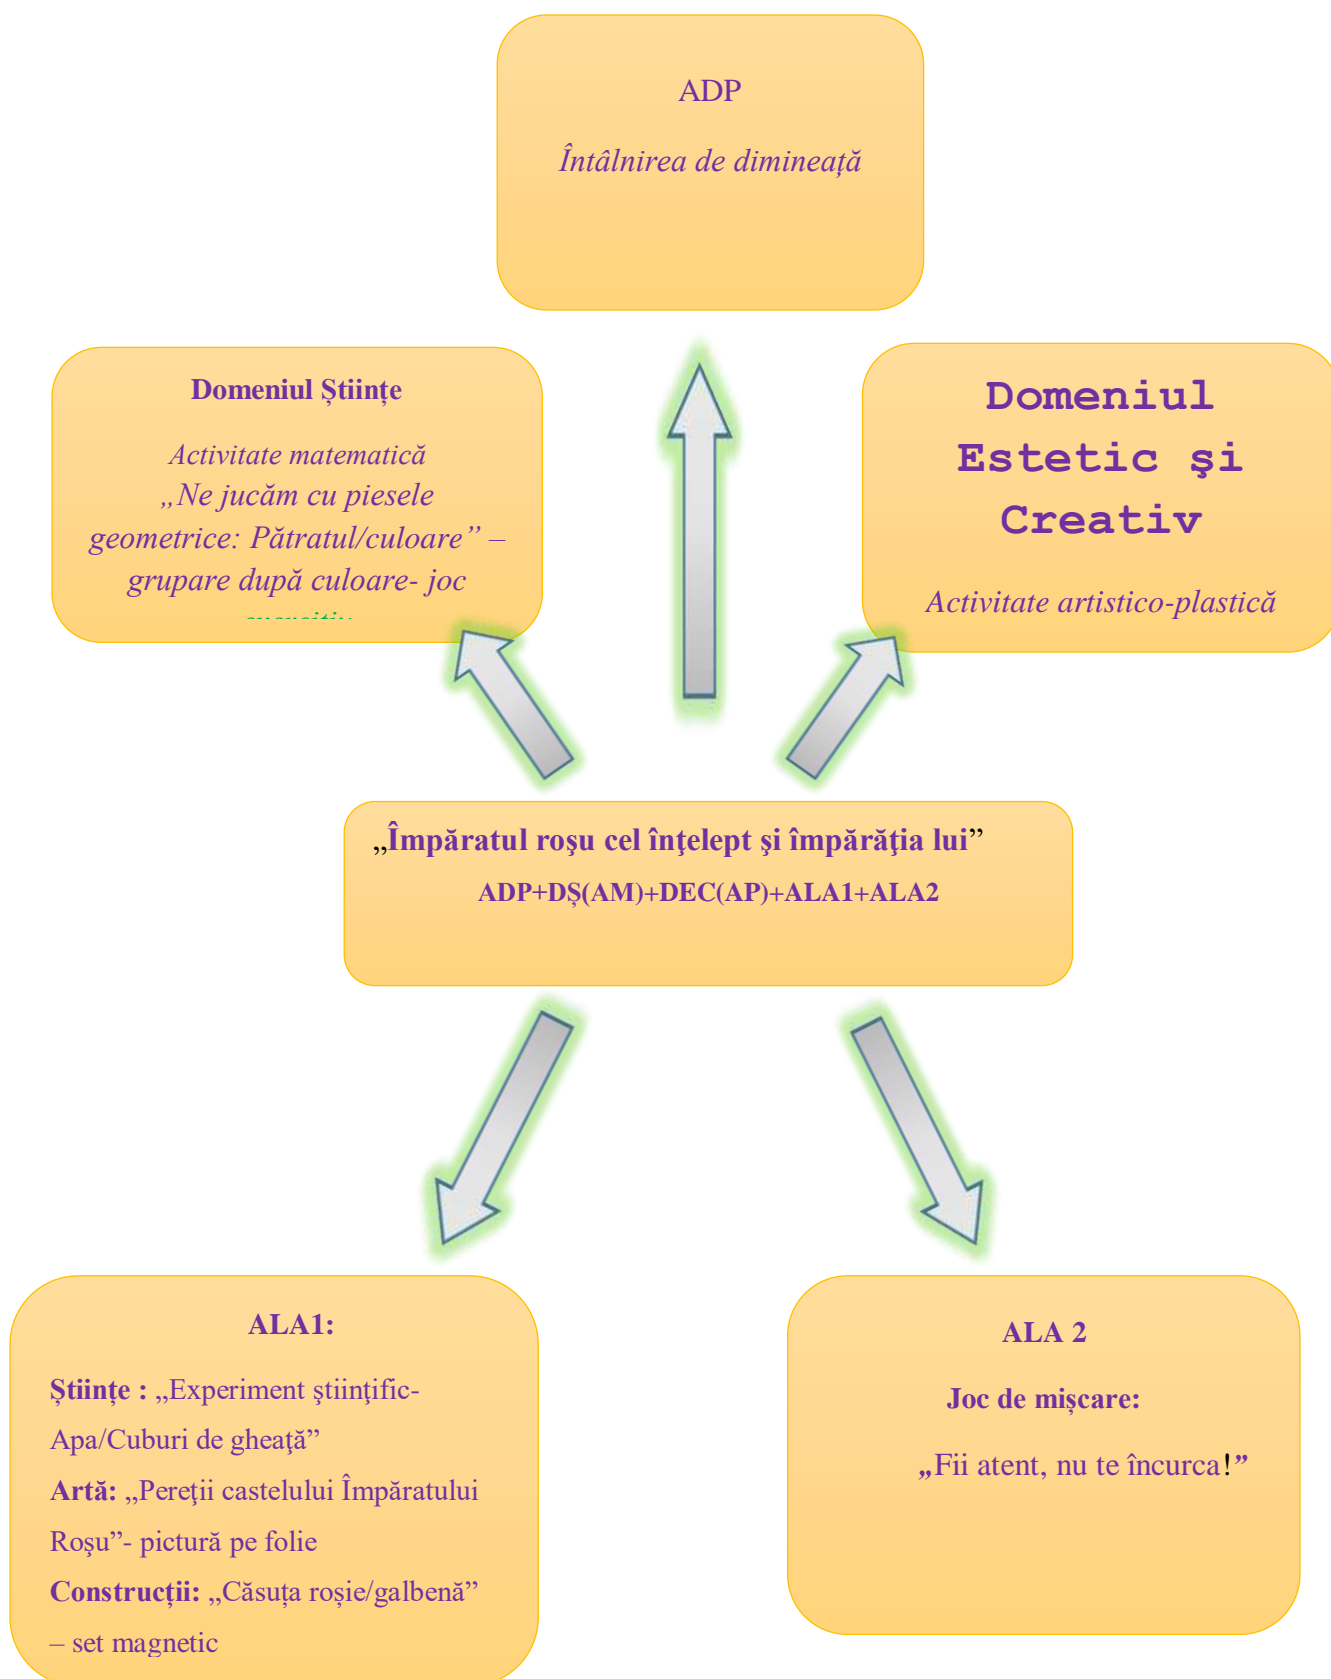 ADP
Întâlnirea de dimineață
Domeniul Științe
Activitate matematică
„Ne jucăm cu piesele
geometrice: Pătratul/culoare” –
grupare după culoare- joc
Domeniul
Estetic şi
Creativ
Activitate artistico-plastică
„Împăratul roşu cel înţelept şi împărăţia lui”
ADP+DȘ(AM)+DEC(AP)+ALA1+ALA2
ALA1:
Științe : „Experiment ştiinţific-
Apa/Cuburi de gheaţă”
Artă: „Pereţii castelului Împăratului
Roşu”- pictură pe folie
Construcții: „Căsuța roșie/galbenă”
– set magnetic
ALA 2
Joc de mișcare:
„Fii atent, nu te încurca!”